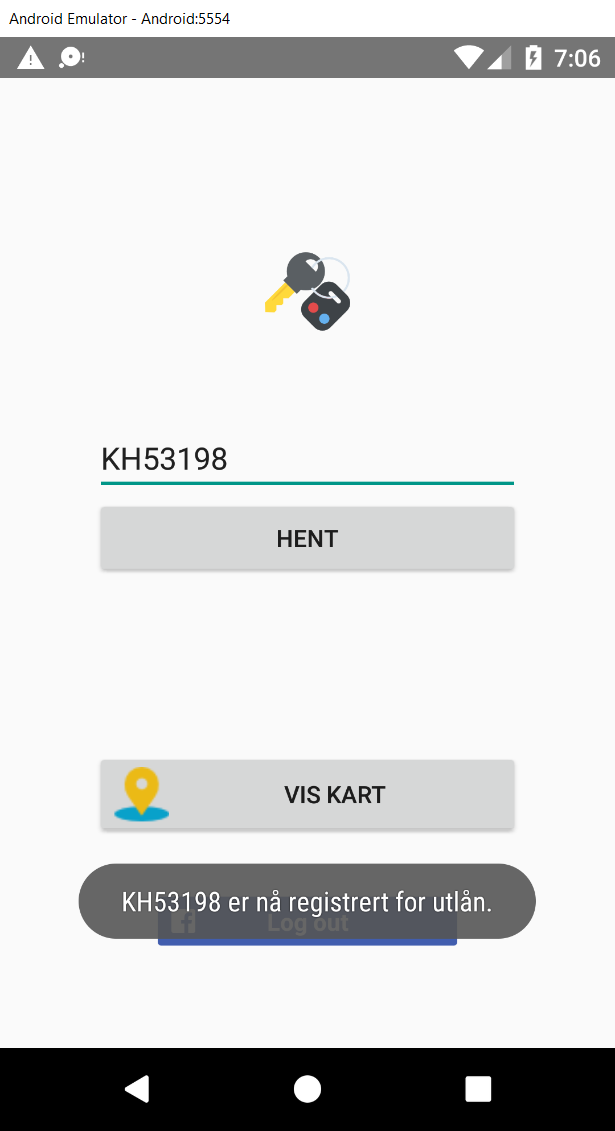 Android Emulator - Android:5554
7:06
KH53198
HENT
VIS KART
KH53198 er nå registrert for utlån.
Log out